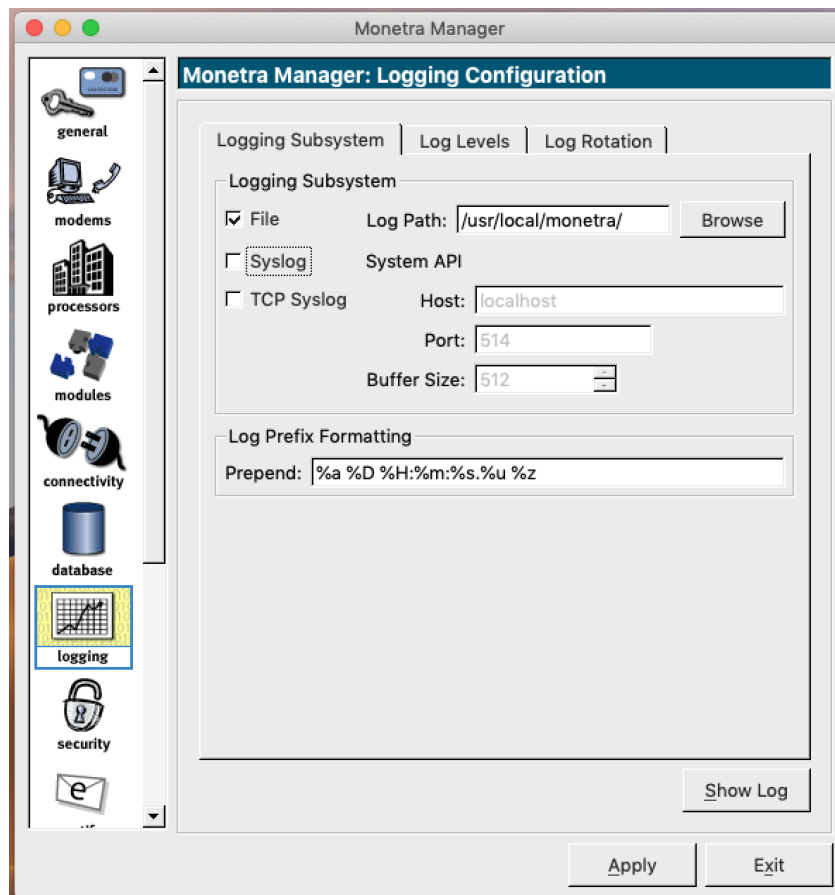 Monetra Manager
general
modems
processors
modules
connectivity
database
logging
security
e
Monetra Manager: Logging Configuration
Logging Subsystem
Log Levels
Log Rotation
Logging Subsystem
File
Log Path: /usr/local/monetra/
Browse
Syslog
System API
TCP Syslog
Host: localhost
Port: 514
Buffer Size: 512
Log Prefix Formatting
Prepend: %a %D %H:%m:%s.%u %z
Show Log
Apply
Exit